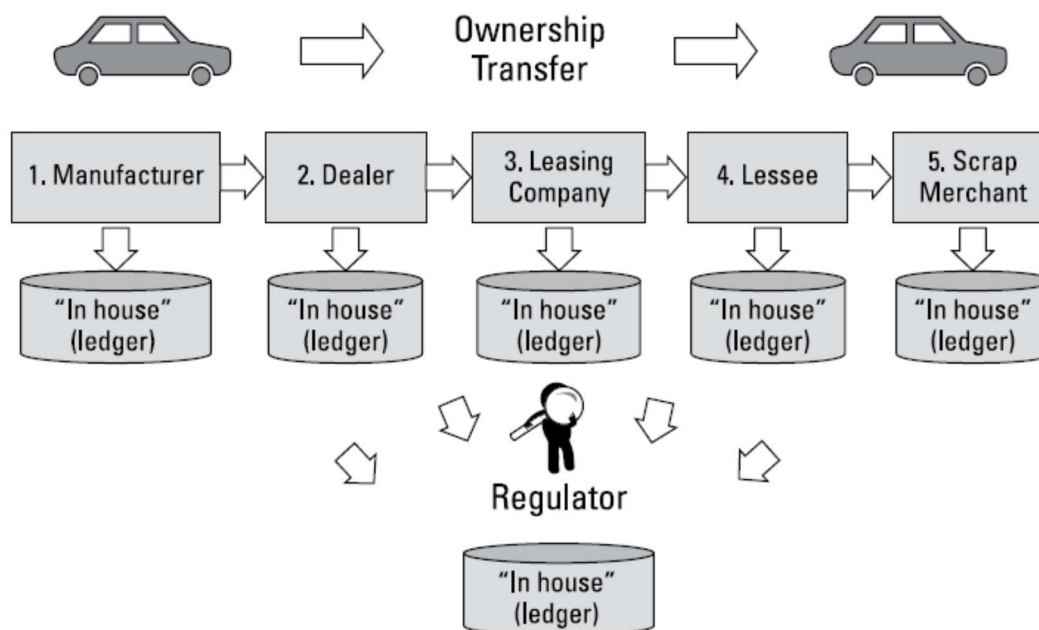 Ownership
Transfer
1. Manufacturer
2. Dealer
3. Leasing
Company
4. Lessee
5. Scrap
Merchant
“In house”
(ledger)
“In house”
(ledger)
“In house”
(ledger)
“In house”
(ledger)
“In house”
(ledger)
Regulator
“In house”
(ledger)